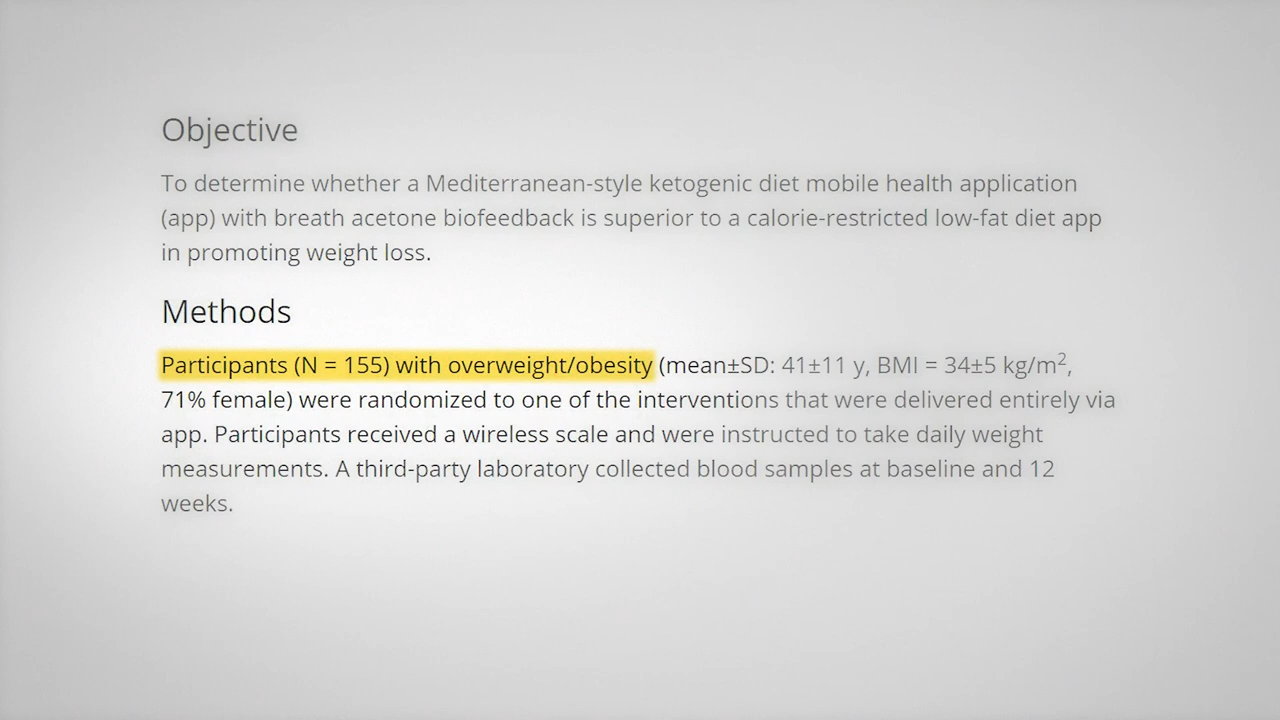 Objective
To determine whether a Mediterranean-style ketogenic diet mobile health application
(app) with breath acetone biofeedback is superior to a calorie-restricted low-fat diet app
in promoting weight loss.
Methods
Participants (N = 155) with overweight/obesity (mean±SD: 41±11 y, BMI = 34±5 kg/m²,
71% female) were randomized to one of the interventions that were delivered entirely via
app. Participants received a wireless scale and were instructed to take daily weight
measurements. A third-party laboratory collected blood samples at baseline and 12
weeks.